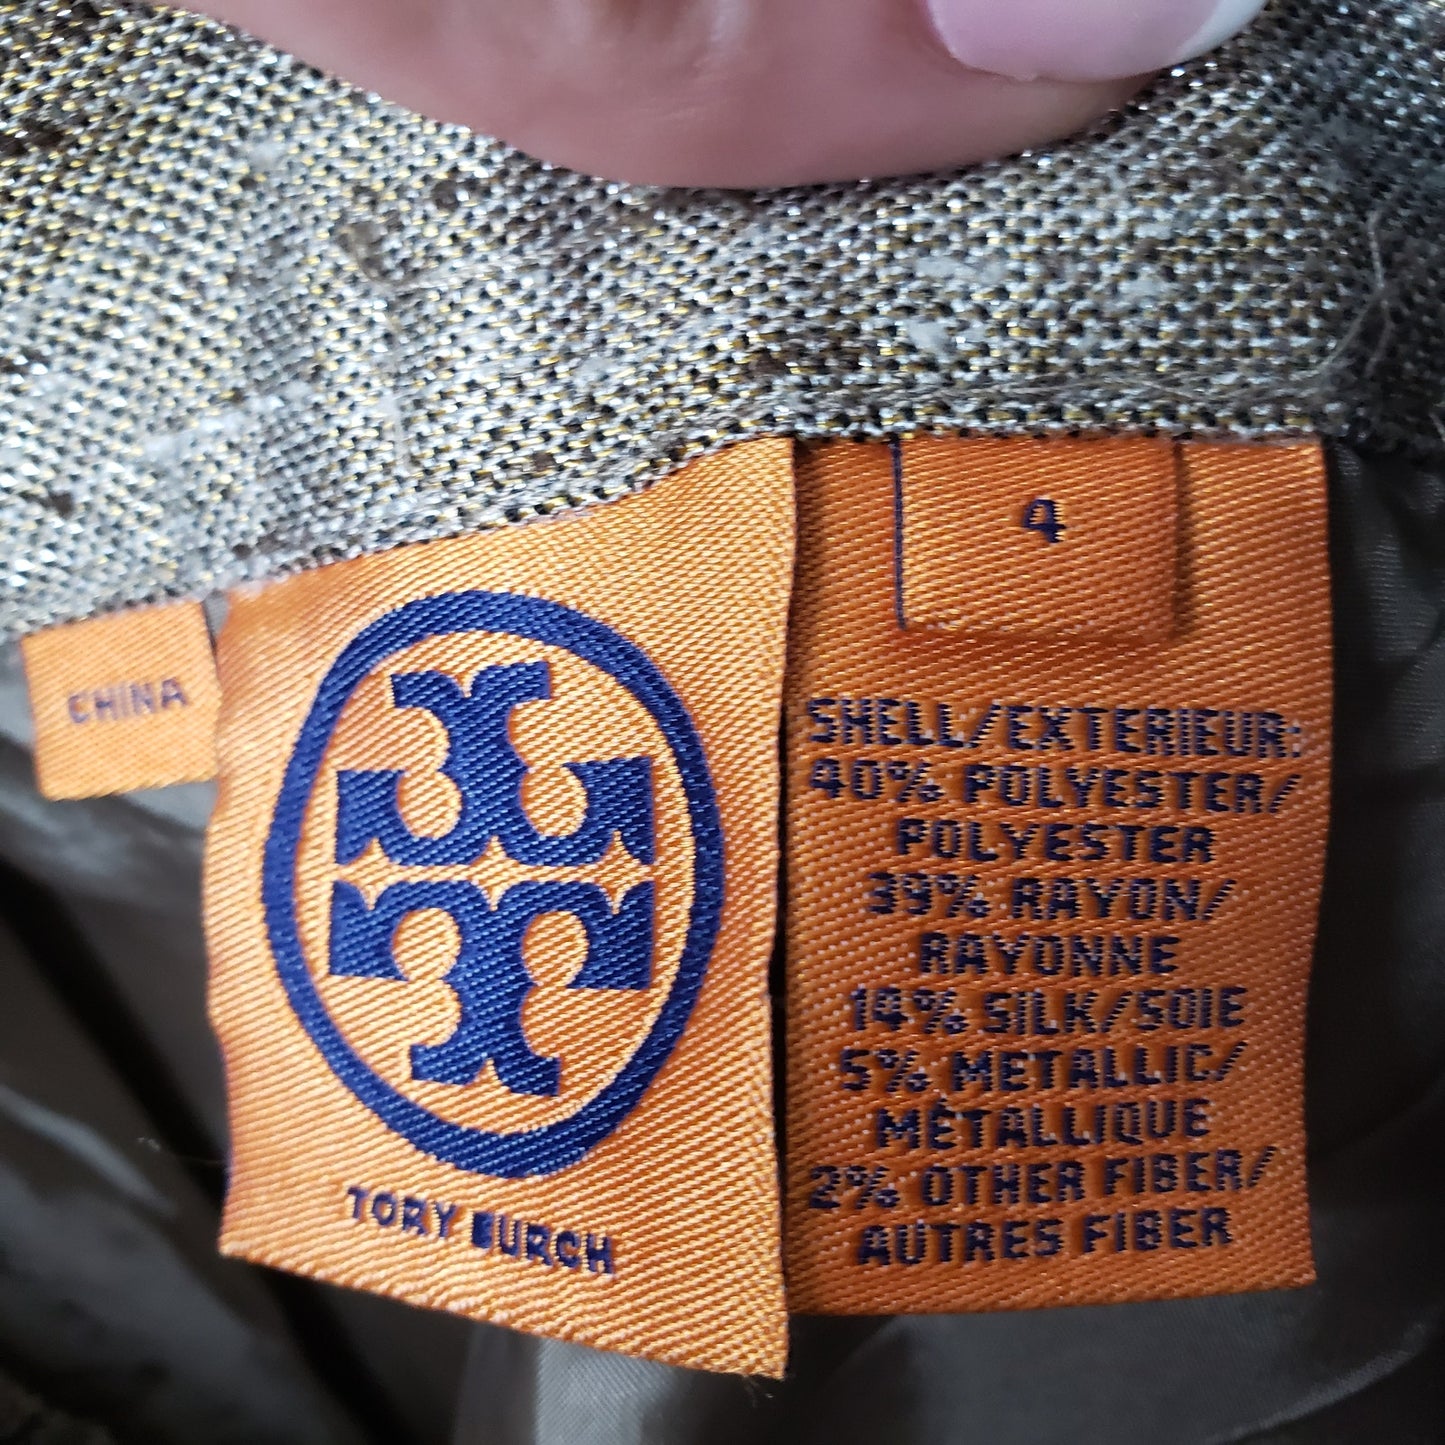 CHINA
TORY BURCH
4
SHELL/EXTERIEUR:
40% POLYESTER/
POLYESTER
39% RAYON/
RAYONNE
14% SILK/SOIE
5% METALLIC/
MÉTALLIQUE
2% OTHER FIBER/
AUTRES FIBER